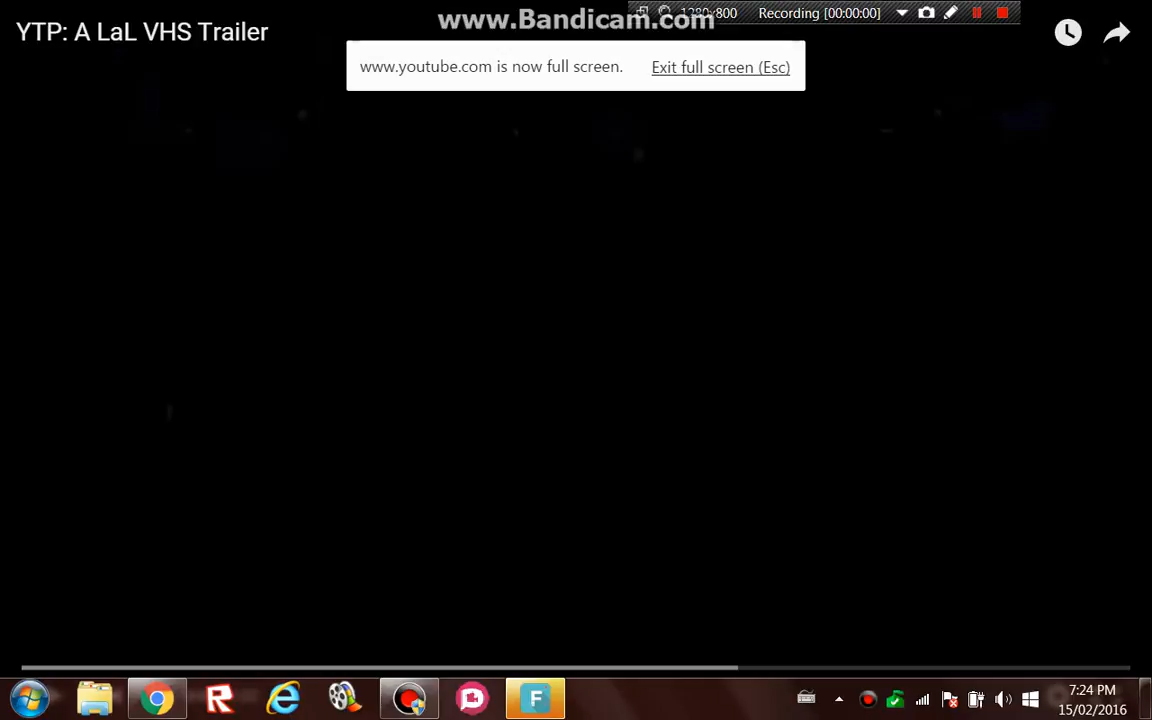 www.Bandicam.com
1280x800 Recording [00:00:00]
YTP: A LaL VHS Trailer
www.youtube.com is now full screen. Exit full screen (Esc)
F
7:24 PM
15/02/2016